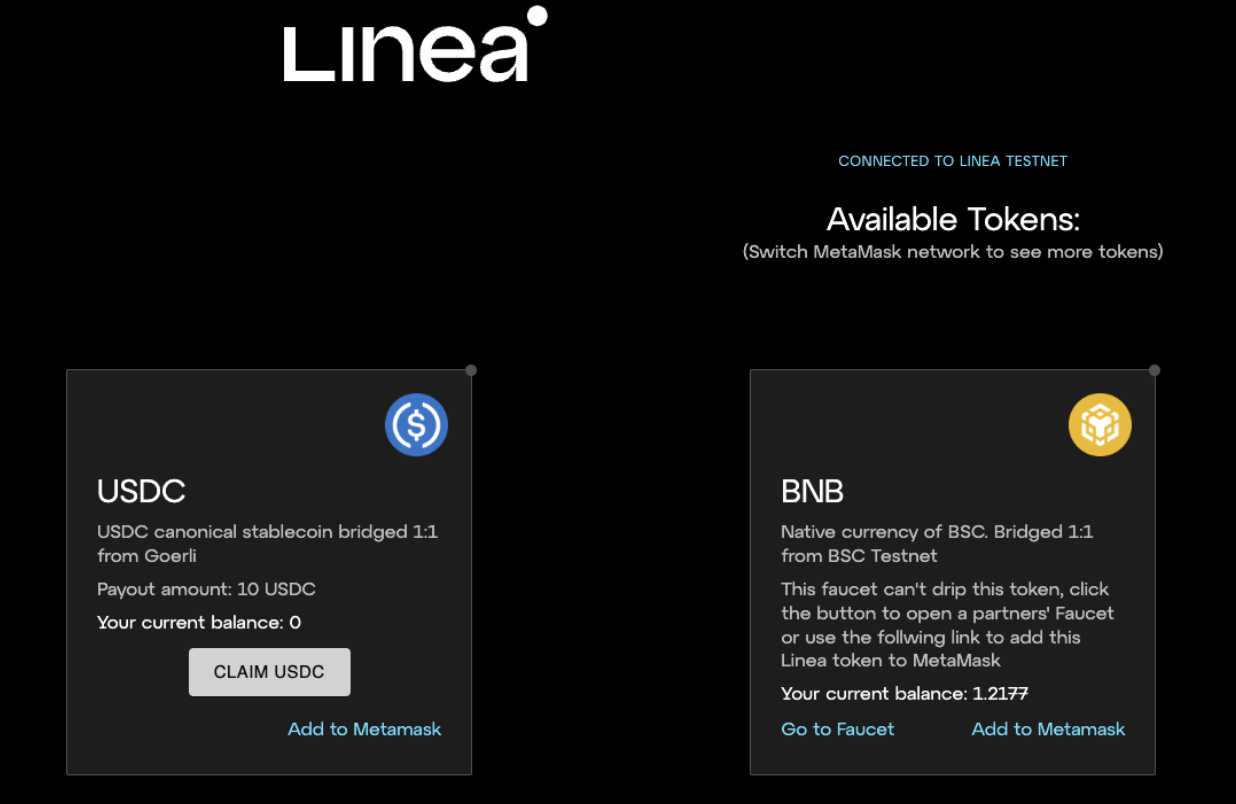 Linea
CONNECTED TO LINEA TESTNET
Available Tokens:
(Switch MetaMask network to see more tokens)
USDC
USDC canonical stablecoin bridged 1:1
from Goerli
Payout amount: 10 USDC
Your current balance: 0
CLAIM USDC
Add to Metamask
BNB
Native currency of BSC. Bridged 1:1
from BSC Testnet
This faucet can't drip this token, click
the button to open a partners' Faucet
or use the follwing link to add this
Linea token to MetaMask
Your current balance: 1.2177
Go to Faucet
Add to Metamask